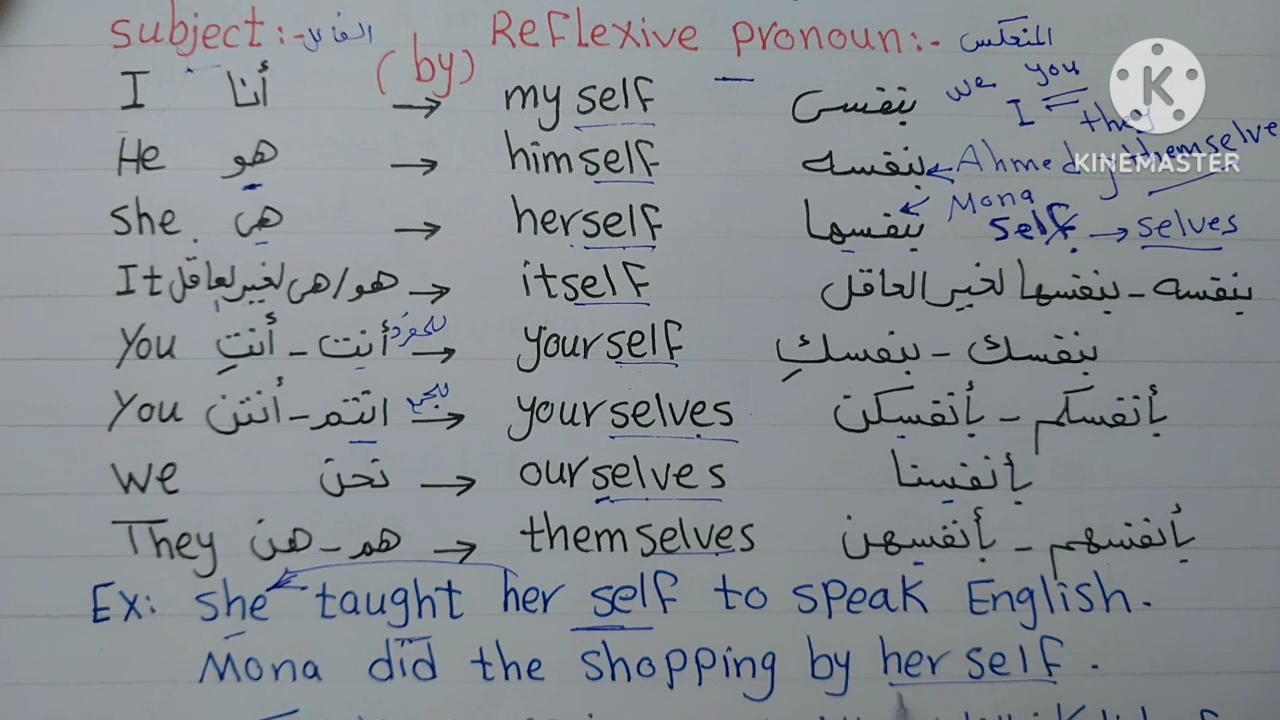 subject:- الفاعل Reflexive pronoun:- المنعكس
(by)
I أنا → my self بنفسى we you
I they
He هو → himself بنفسه ← Ahmed themselve
KINEMASTER
she هي → herself بنفسها ← Mona self → selves
It هو/هى لغير لعاقل → itself بنفسه - بنفسها لغير العاقل
You أنت - أنتِ للمفرد → yourself بنفسك - بنفسكِ
You انتم - أنتن للجمع → yourselves بأنفسكم - بأنفسكن
we نحن → ourselves بأنفسنا
They هم - هن → themselves بأنفسهم - بأنفسهن
Ex: she taught her self to speak English.
Mona did the shopping by her self.